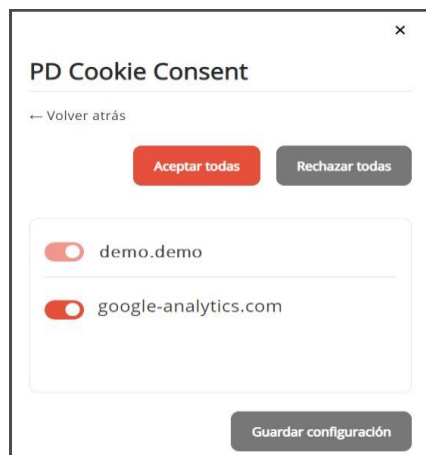 ×
PD Cookie Consent
← Volver atrás
Aceptar todas Rechazar todas
demo.demo
google-analytics.com
Guardar configuración